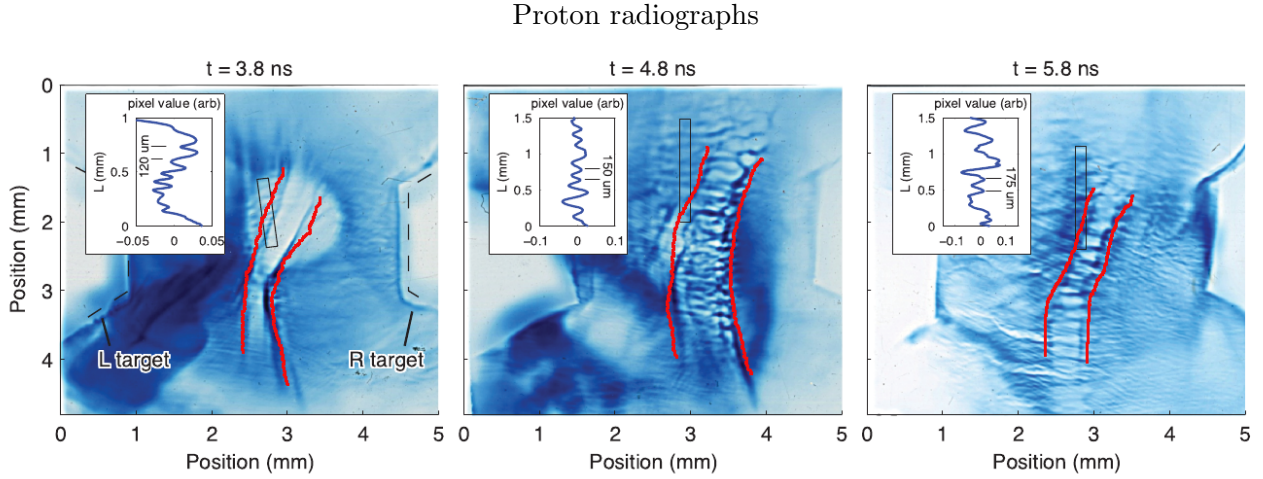 Proton radiographs
t = 3.8 ns
t = 4.8 ns
t = 5.8 ns
0
1
2
3
4
Position (mm)
pixel value (arb)
1
0.5
0
L (mm)
120 um
−0.05 0 0.05
L target
R target
0 1 2 3 4 5
Position (mm)
pixel value (arb)
1.5
1
0.5
0
L (mm)
150 um
−0.1 0 0.1
0 1 2 3 4 5
Position (mm)
pixel value (arb)
1.5
1
0.5
0
L (mm)
175 um
−0.1 0 0.1
0 1 2 3 4 5
Position (mm)